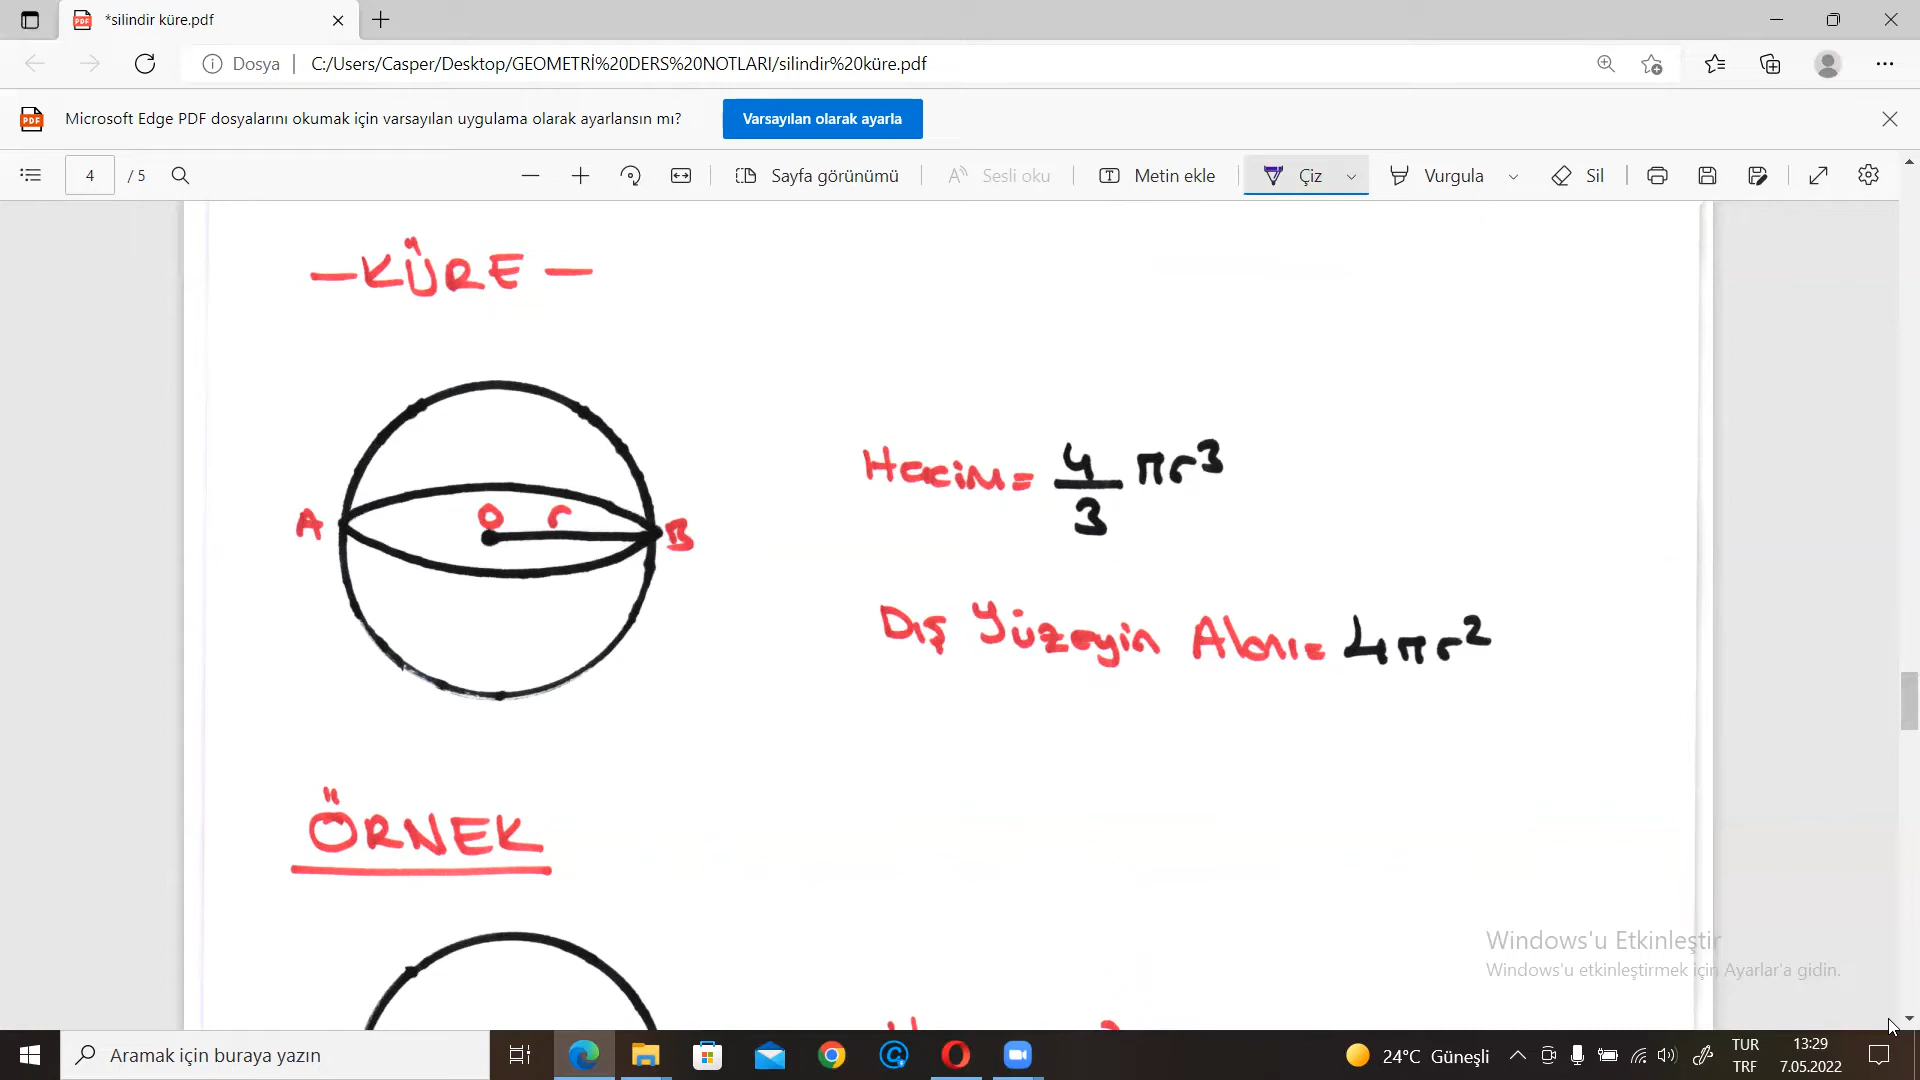 *silindir küre.pdf
Dosya
C:/Users/Casper/Desktop/GEOMETRİ%20DERS%20NOTLARI/silindir%20küre.pdf
Microsoft Edge PDF dosyalarını okumak için varsayılan uygulama olarak ayarlansın mı?
Varsayılan olarak ayarla
4 / 5
Sayfa görünümü
Sesli oku
Metin ekle
Çiz
Vurgula
Sil
— KÜRE —
A O r B
Hacim = 4/3 πr³
Dış Yüzeyin Alanı = 4πr²
ÖRNEK
Windows'u Etkinleştir
Windows'u etkinleştirmek için Ayarlar'a gidin.
Aramak için buraya yazın
24°C Güneşli
TUR
TRF
13:29
7.05.2022